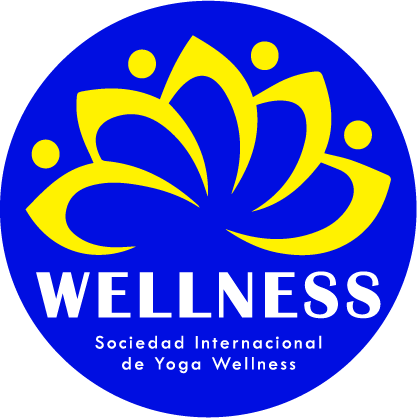 WELLNESS
Sociedad Internacional
de Yoga Wellness